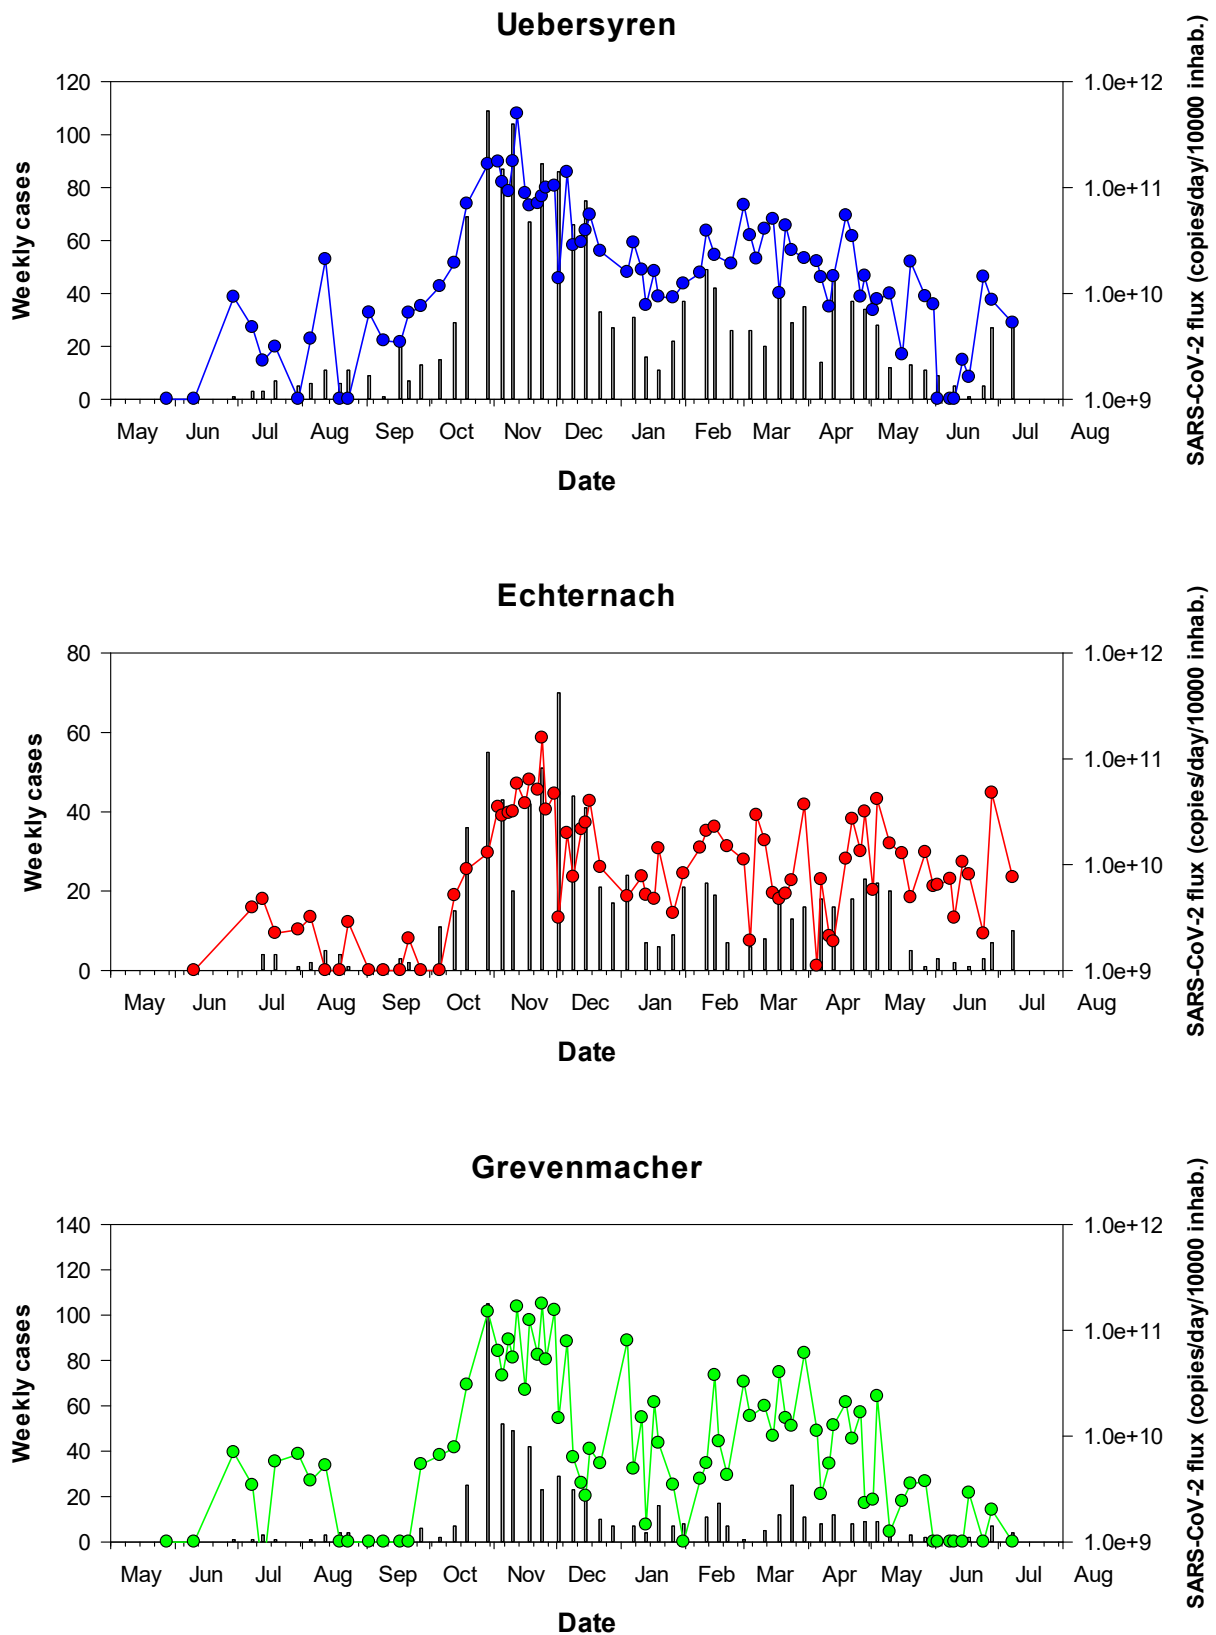 Uebersyren
120
100
80
60
40
20
0
Weekly cases
1.0e+12
1.0e+11
1.0e+10
1.0e+9
SARS-CoV-2 flux (copies/day/10000 inhab.)
May Jun Jul Aug Sep Oct Nov Dec Jan Feb Mar Apr May Jun Jul Aug
Date
Echternach
80
60
40
20
0
Weekly cases
1.0e+12
1.0e+11
1.0e+10
1.0e+9
SARS-CoV-2 flux (copies/day/10000 inhab.)
May Jun Jul Aug Sep Oct Nov Dec Jan Feb Mar Apr May Jun Jul Aug
Date
Grevenmacher
140
120
100
80
60
40
20
0
Weekly cases
1.0e+12
1.0e+11
1.0e+10
1.0e+9
SARS-CoV-2 flux (copies/day/10000 inhab.)
May Jun Jul Aug Sep Oct Nov Dec Jan Feb Mar Apr May Jun Jul Aug
Date